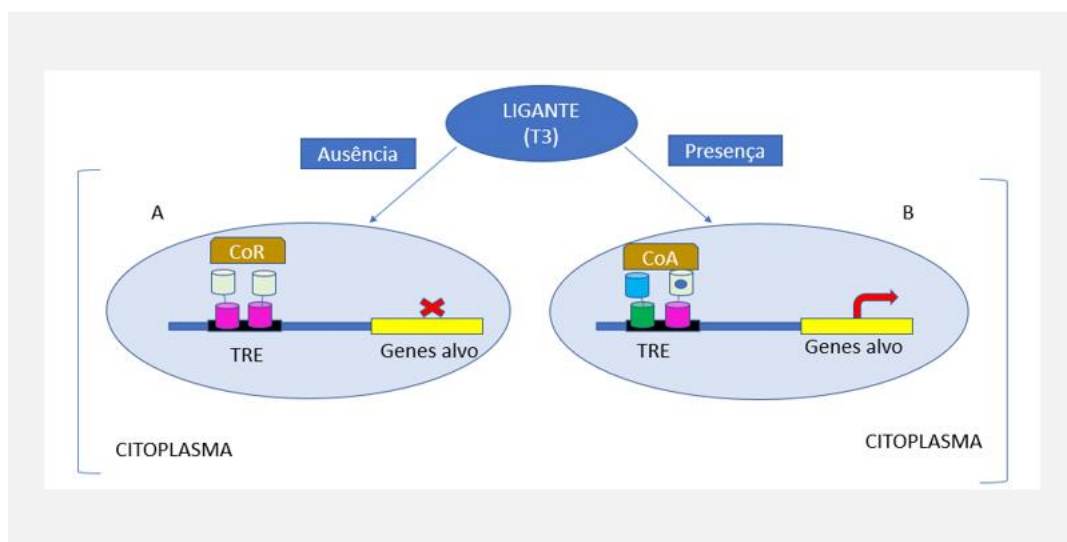 LIGANTE
(T3)
Ausência
Presença
A
B
CoR
CoA
TRE
Genes alvo
TRE
Genes alvo
CITOPLASMA
CITOPLASMA